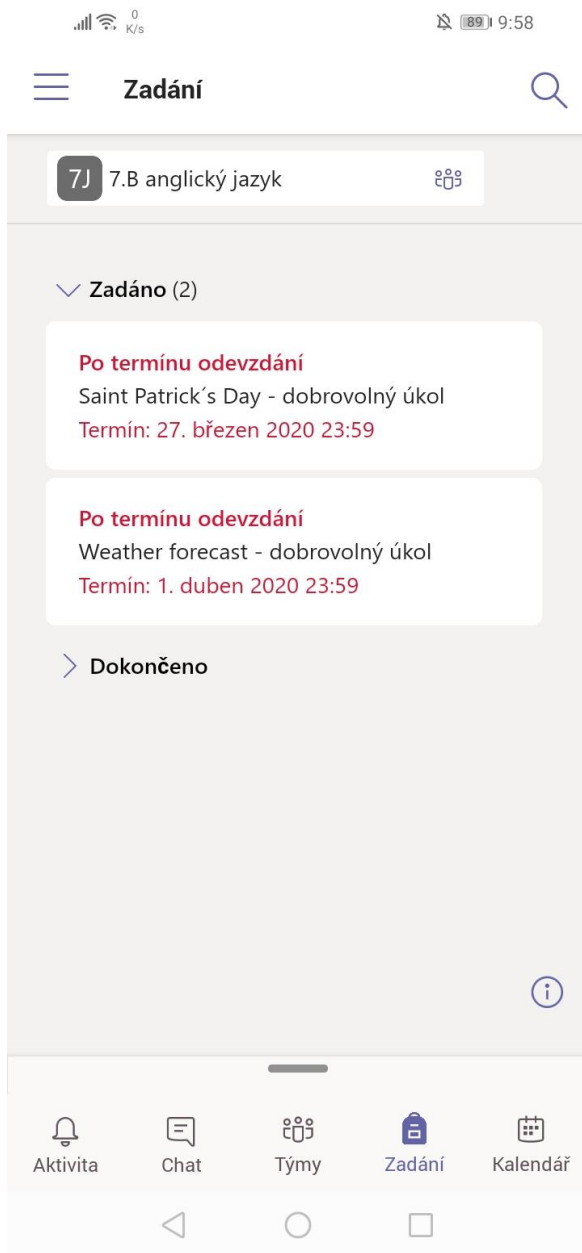 0
K/s
89 9:58
Zadání
7J 7.B anglický jazyk
Zadáno (2)
Po termínu odevzdání
Saint Patrick´s Day - dobrovolný úkol
Termín: 27. březen 2020 23:59
Po termínu odevzdání
Weather forecast - dobrovolný úkol
Termín: 1. duben 2020 23:59
Dokončeno
Aktivita Chat Týmy Zadání Kalendář